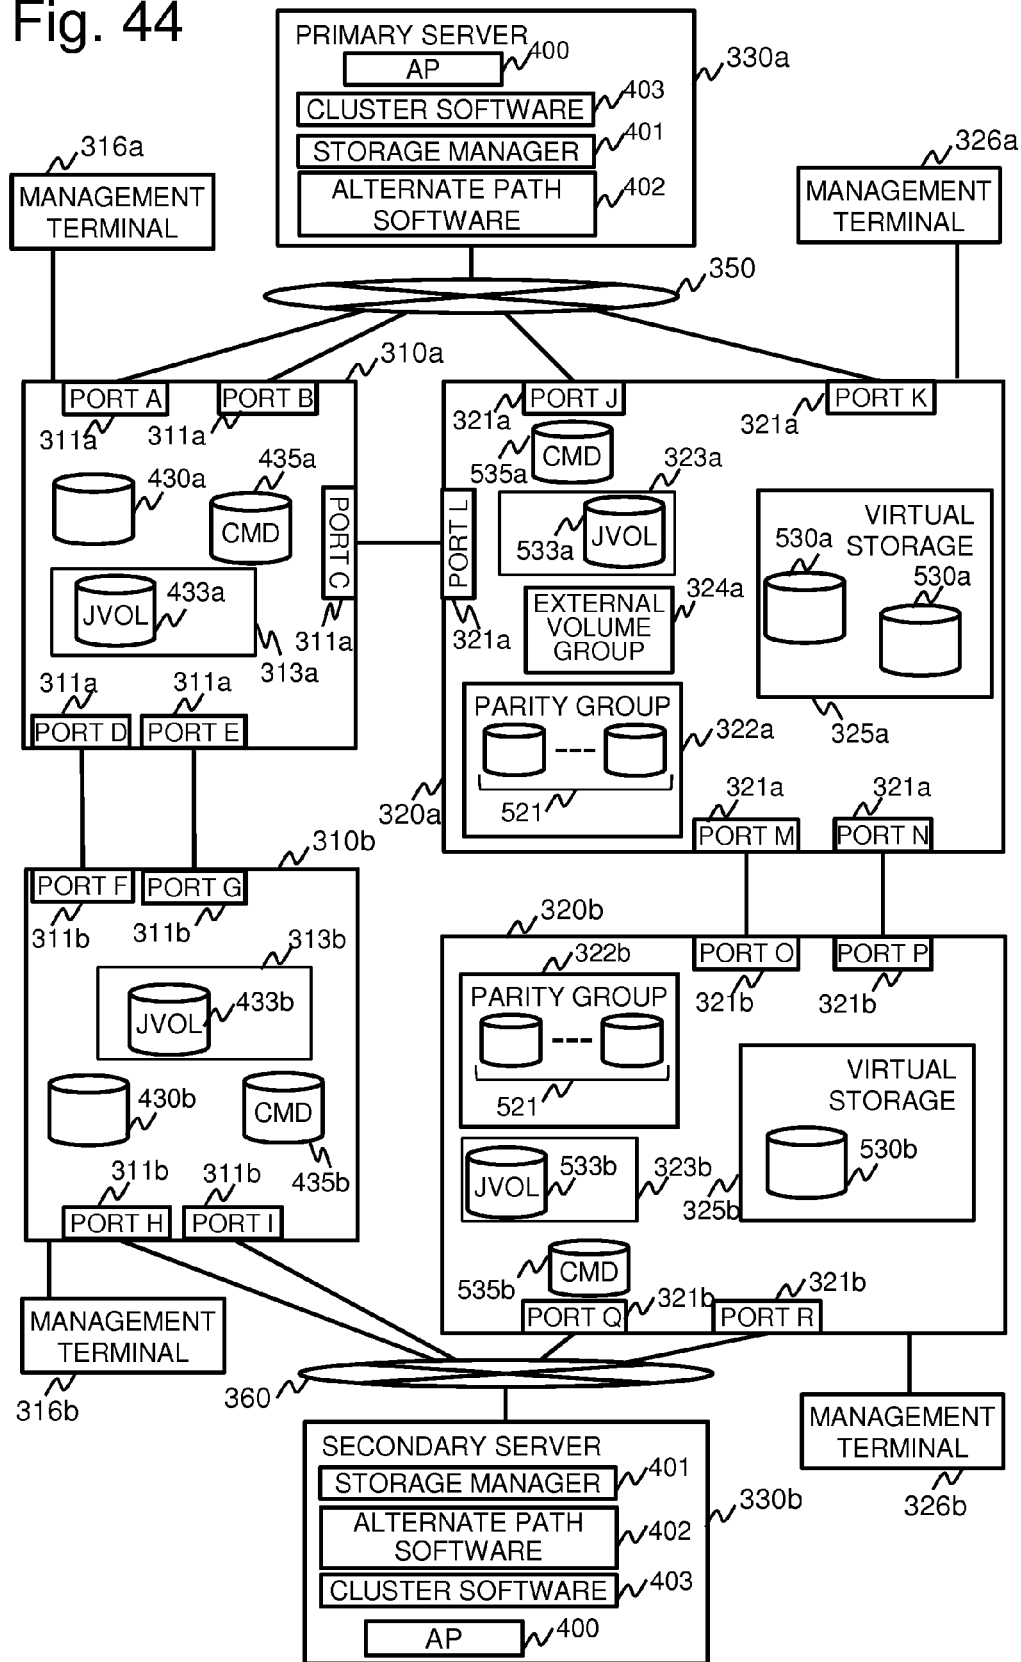 Fig. 44
PRIMARY SERVER
400
AP
330a
403
CLUSTER SOFTWARE
401
STORAGE MANAGER
402
ALTERNATE PATH
SOFTWARE
316a
MANAGEMENT
TERMINAL
326a
MANAGEMENT
TERMINAL
350
310a
PORT A
PORT B
311a
311a
430a
435a
CMD
PORT C
311a
JVOL
433a
313a
311a
311a
PORT D
PORT E
PORT J
PORT K
321a
321a
535a
CMD
323a
PORT L
321a
533a
JVOL
VIRTUAL
STORAGE
530a
530a
325a
EXTERNAL
VOLUME
GROUP
324a
PARITY GROUP
322a
521
320a
321a
321a
PORT M
PORT N
310b
PORT F
PORT G
311b
311b
313b
JVOL
433b
430b
CMD
435b
311b
311b
PORT H
PORT I
320b
PORT O
PORT P
321b
321b
322b
PARITY GROUP
521
VIRTUAL
STORAGE
530b
325b
JVOL
533b
323b
535b
CMD
321b
321b
PORT Q
PORT R
MANAGEMENT
TERMINAL
316b
360
MANAGEMENT
TERMINAL
326b
SECONDARY SERVER
330b
STORAGE MANAGER
401
ALTERNATE PATH
SOFTWARE
402
CLUSTER SOFTWARE
403
AP
400